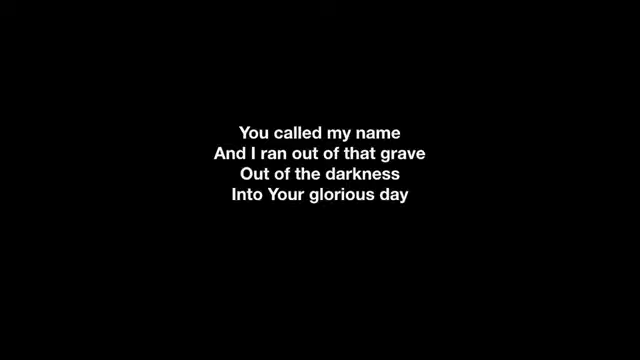 You called my name
And I ran out of that grave
Out of the darkness
Into Your glorious day